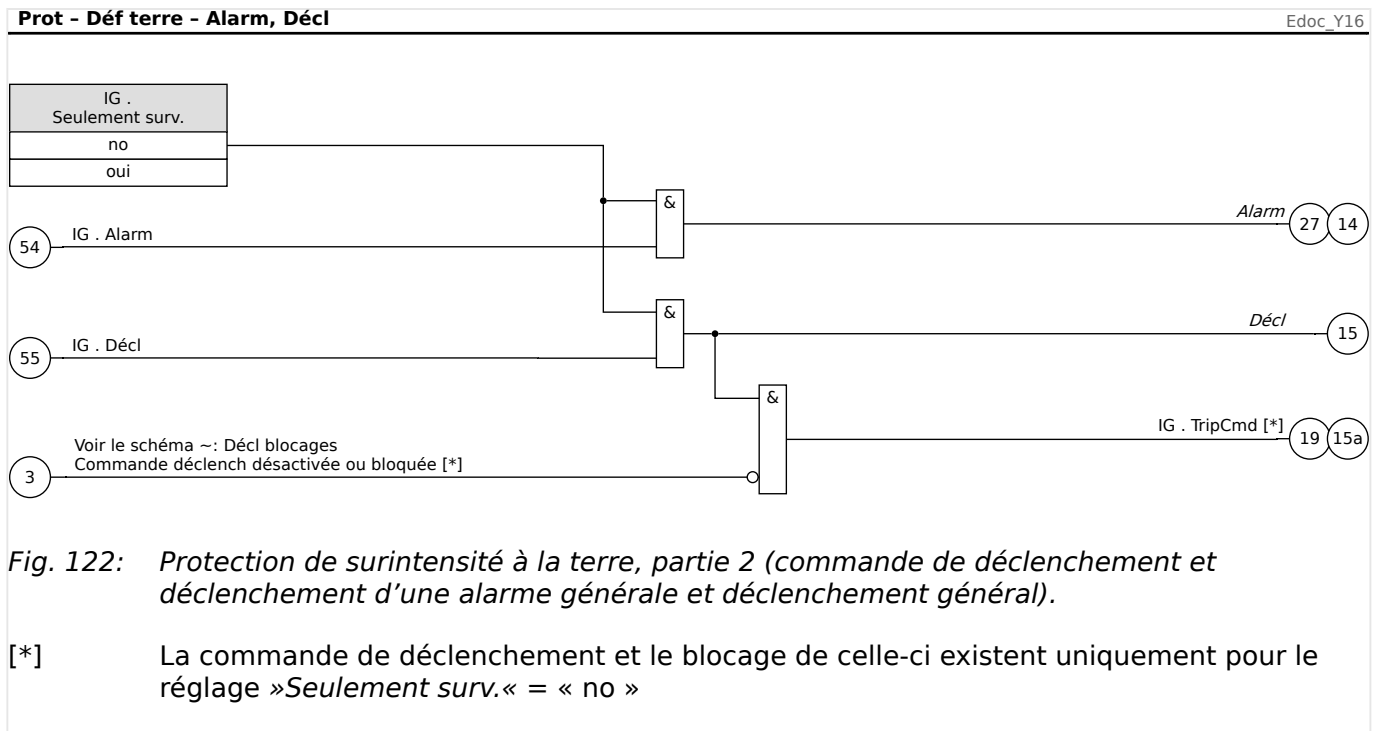 Prot – Déf terre – Alarm, Décl
Edoc_Y16
IG .
Seulement surv.
no
oui
&
Alarm
27
14
54
IG . Alarm
&
Décl
15
55
IG . Décl
&
IG . TripCmd [*]
19
15a
Voir le schéma ~: Décl blocages
Commande déclench désactivée ou bloquée [*]
3
Fig. 122: Protection de surintensité à la terre, partie 2 (commande de déclenchement et
déclenchement d’une alarme générale et déclenchement général).
[*] La commande de déclenchement et le blocage de celle-ci existent uniquement pour le
réglage »Seulement surv.« = « no »